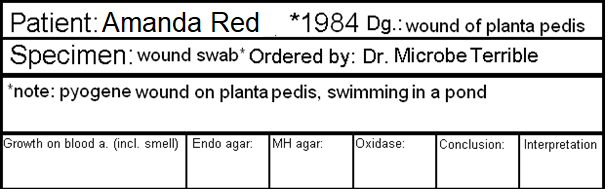 Patient: Amanda Red *1984 Dg.: wound of planta pedis
Specimen: wound swab* Ordered by: Dr. Microbe Terrible
*note: pyogene wound on planta pedis, swimming in a pond
Growth on blood a. (incl. smell) Endo agar: MH agar: Oxidase: Conclusion: Interpretation